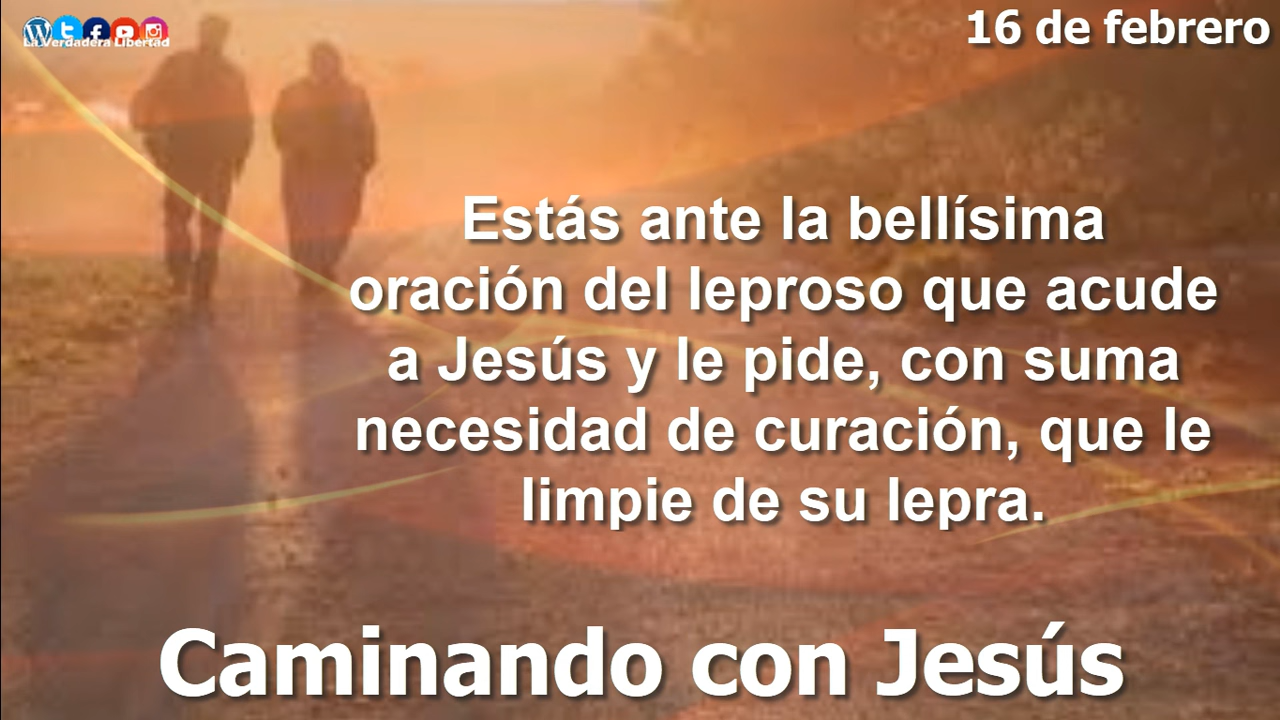 La Verdadera Libertad
16 de febrero
Estás ante la bellísima
oración del leproso que acude
a Jesús y le pide, con suma
necesidad de curación, que le
limpie de su lepra.
Caminando con Jesús